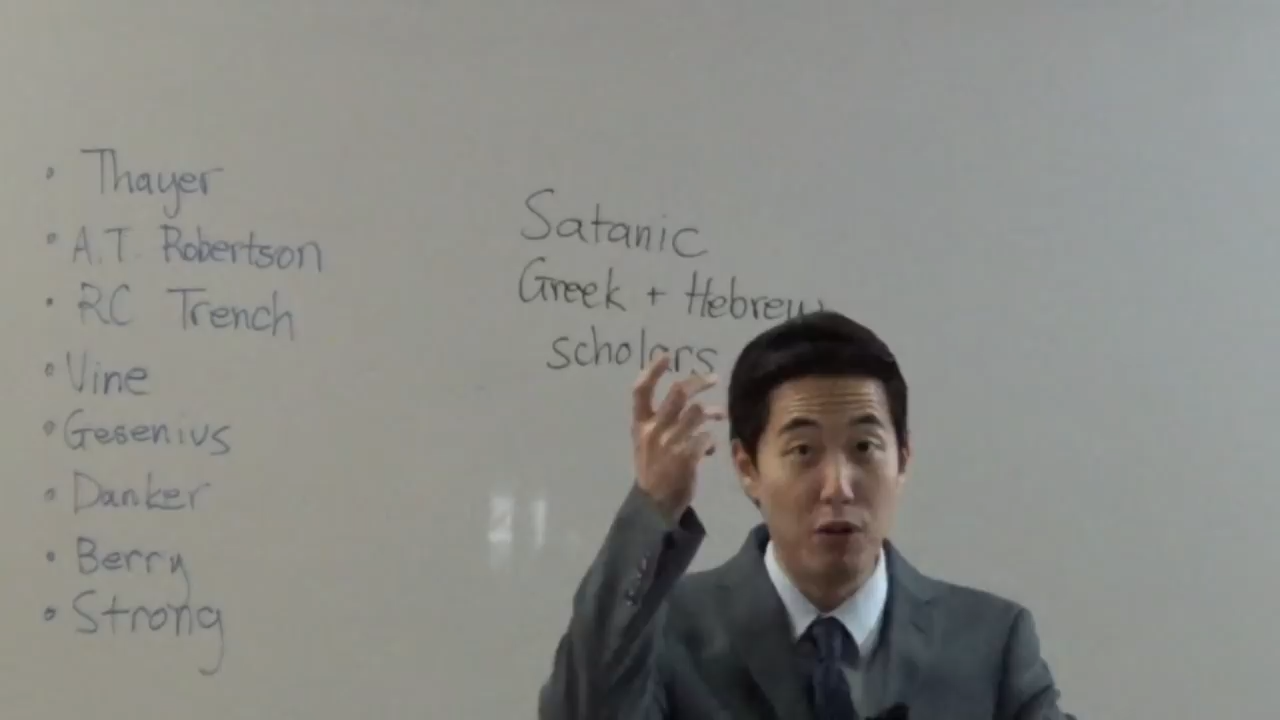 • Thayer
• A.T. Robertson
• RC Trench
• Vine
• Gesenius
• Danker
• Berry
• Strong
Satanic
Greek + Hebrew
scholars